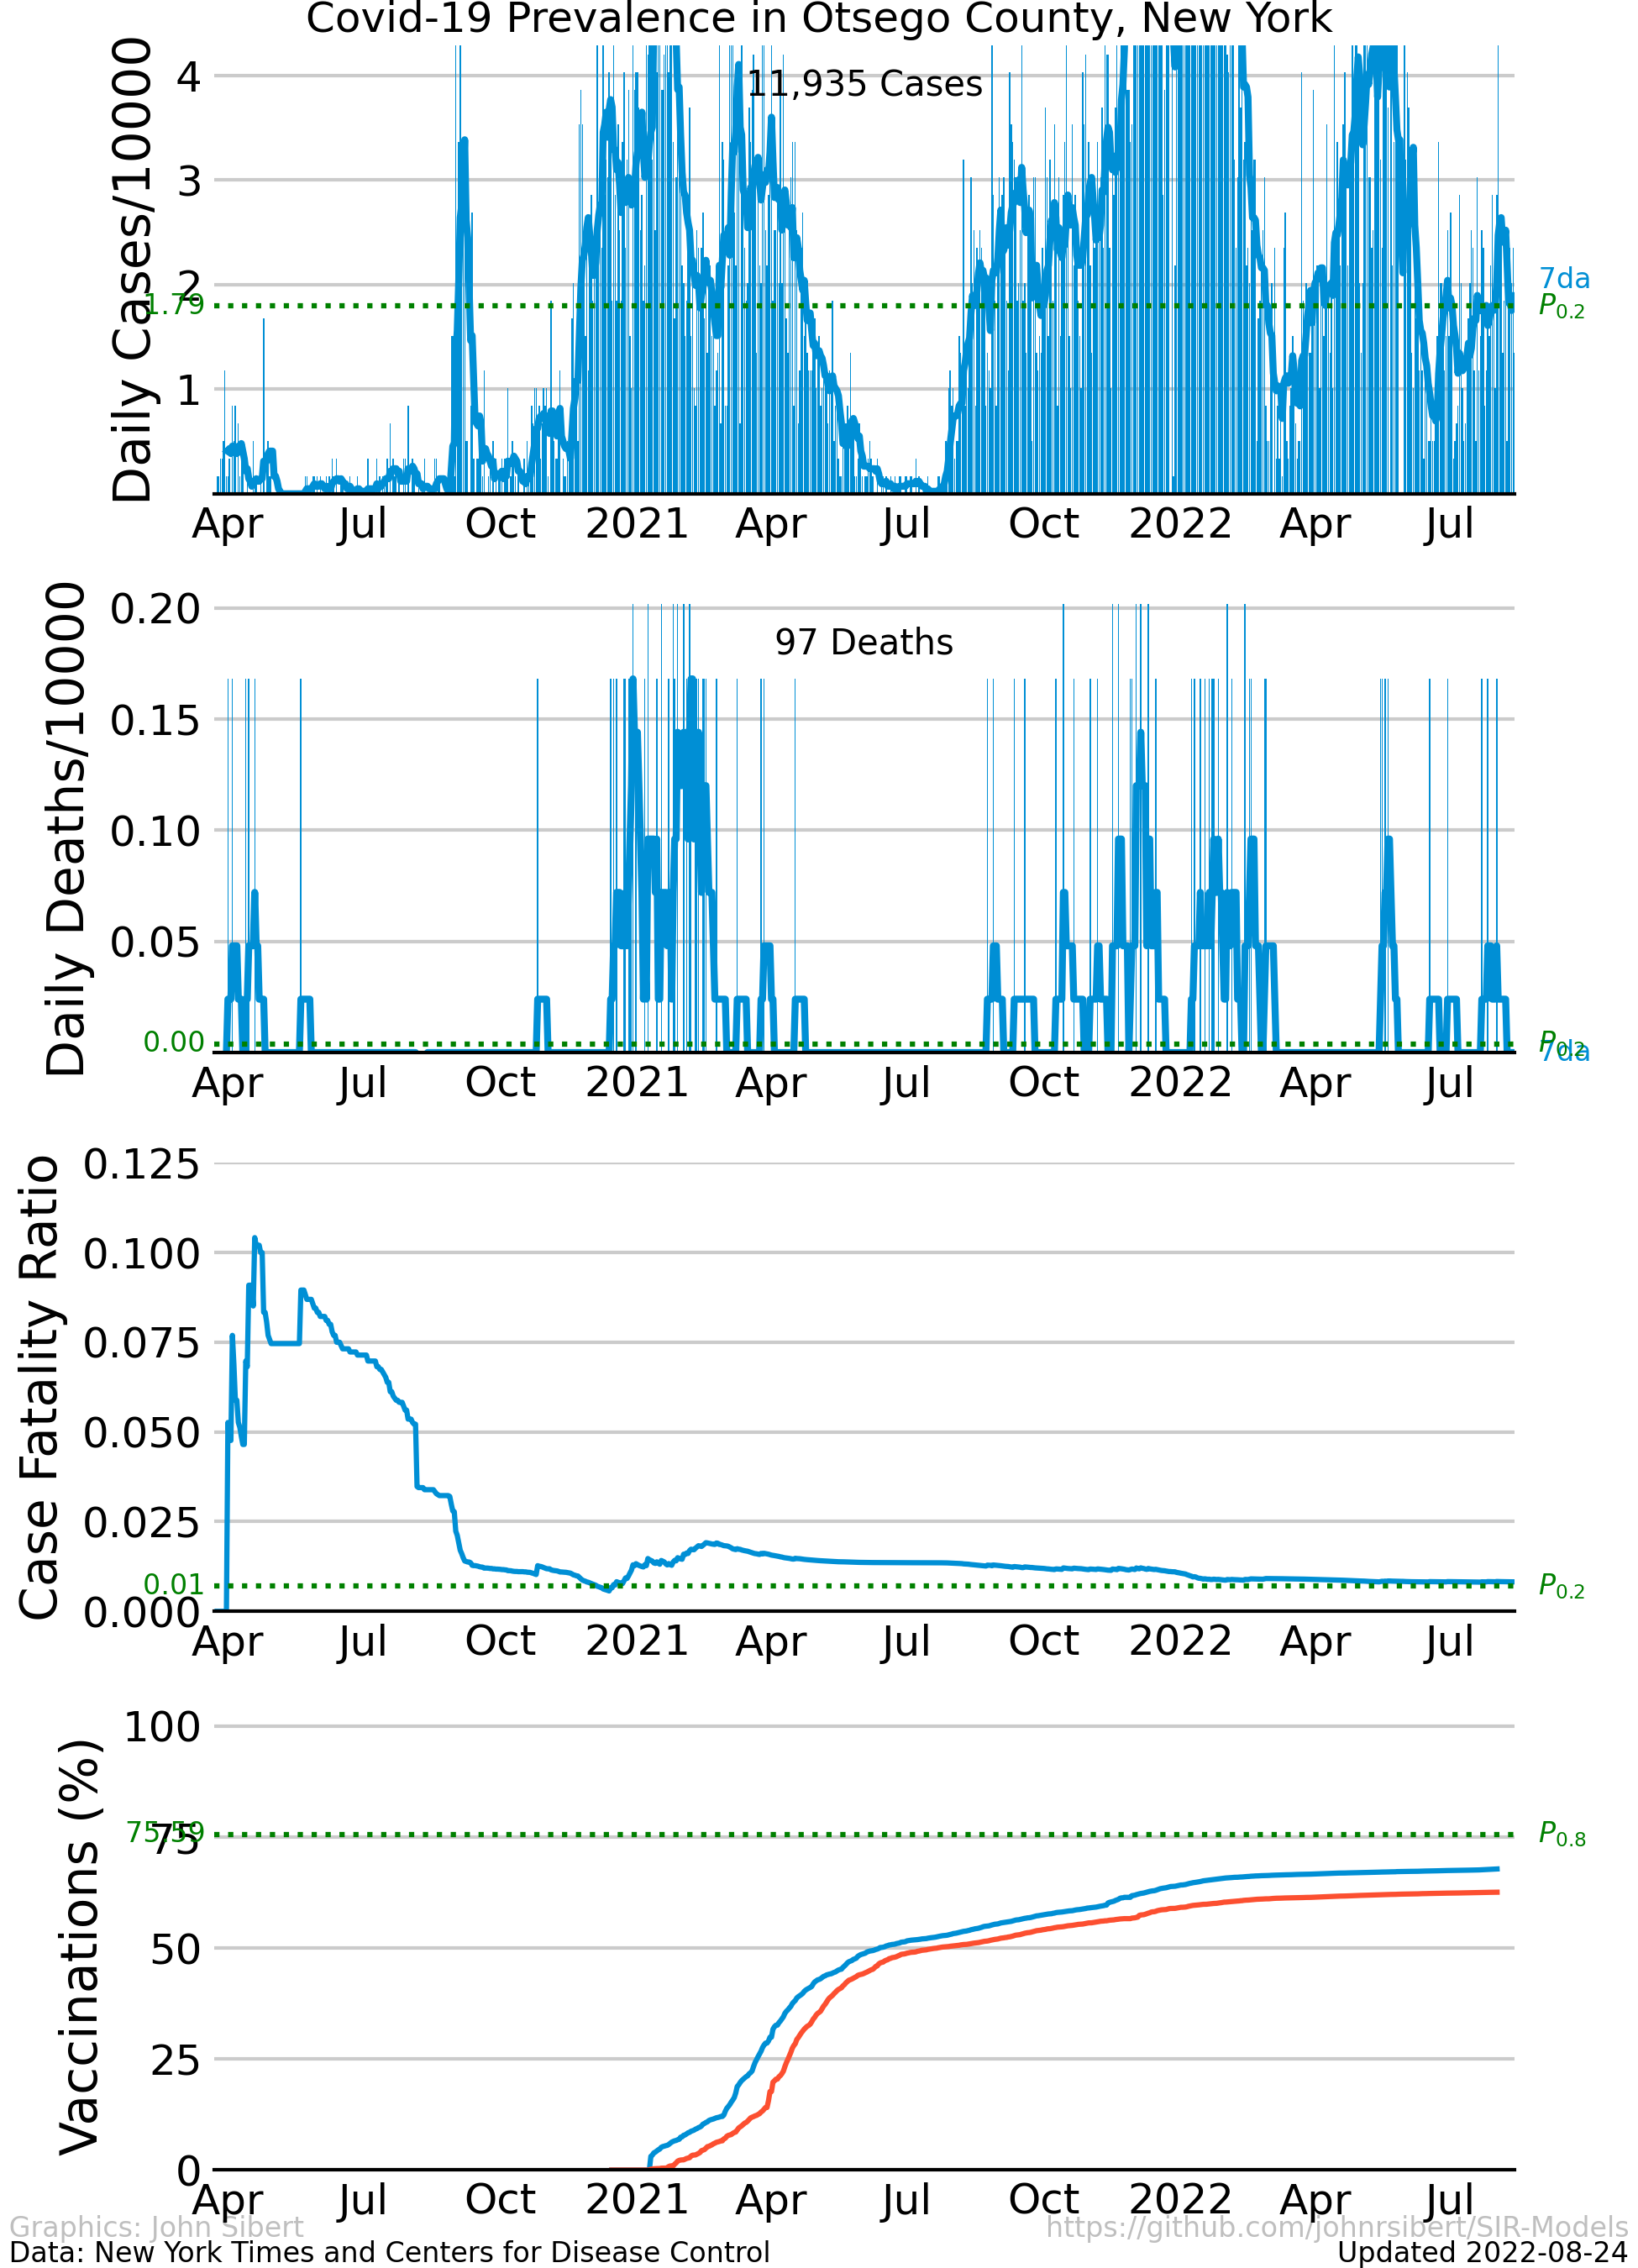 Covid-19 Prevalence in Otsego County, New York
Daily Cases/10000
4
3
2
1
1.79
11,935 Cases
7da
P0.2
Apr Jul Oct 2021 Apr Jul Oct 2022 Apr Jul
Daily Deaths/10000
0.20
0.15
0.10
0.05
0.00
97 Deaths
P0.2
7da
Apr Jul Oct 2021 Apr Jul Oct 2022 Apr Jul
Case Fatality Ratio
0.125
0.100
0.075
0.050
0.025
0.01
0.000
P0.2
Apr Jul Oct 2021 Apr Jul Oct 2022 Apr Jul
Vaccinations (%)
100
75.59
75
50
25
0
P0.8
Apr Jul Oct 2021 Apr Jul Oct 2022 Apr Jul
Graphics: John Sibert https://github.com/johnrsibert/SIR-Models
Data: New York Times and Centers for Disease Control Updated 2022-08-24